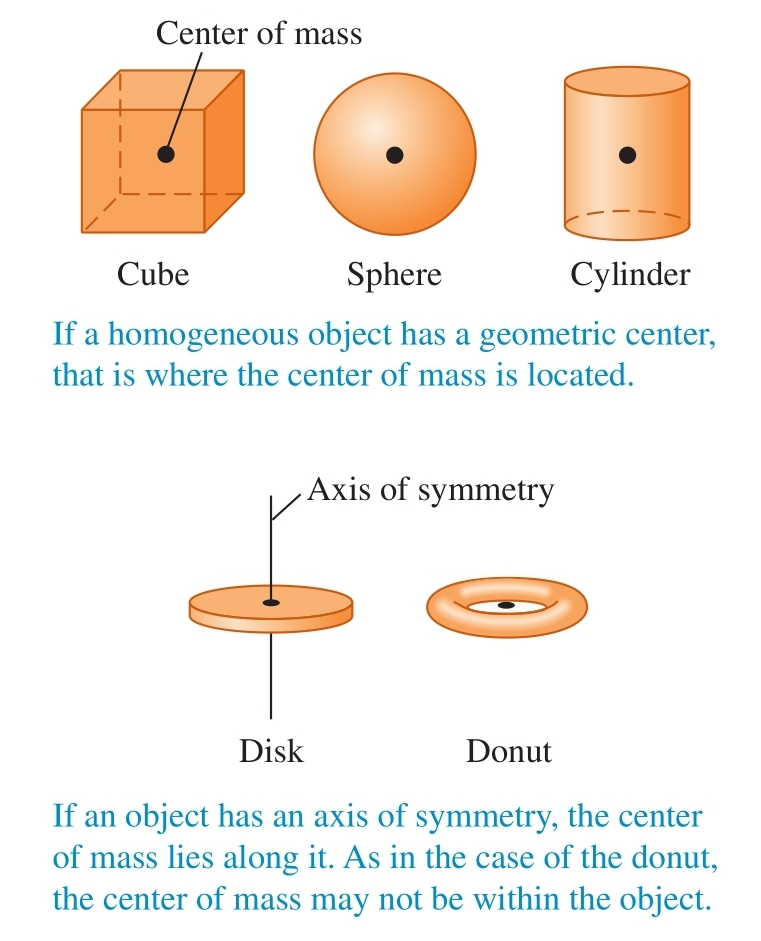 Center of mass
Cube
Sphere
Cylinder
If a homogeneous object has a geometric center,
that is where the center of mass is located.
Axis of symmetry
Disk
Donut
If an object has an axis of symmetry, the center
of mass lies along it. As in the case of the donut,
the center of mass may not be within the object.